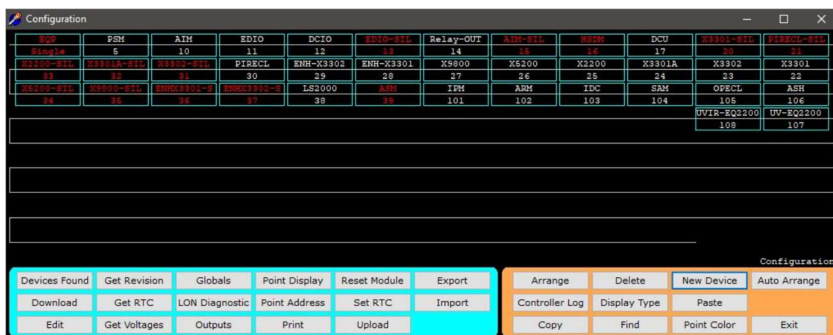 Configuration
EQP PSM AIM EDIO DCIO EDIO-SIL Relay-OUT AIM-SIL HSDM DCU X3301-SIL PIRECL-SIL
Single 5 10 11 12 13 14 15 16 17 20 21
X2200-SIL X3301A-SIL X3302-SIL PIRECL ENH-X3302 ENH-X3301 X9800 X5200 X2200 X3301A X3302 X3301
33 32 31 30 29 28 27 26 25 24 23 22
X5200-SIL X9800-SIL ENHX3301-S ENHX3302-S LS2000 ASM IPM ARM IDC SAM OPECL ASH
34 35 36 37 38 39 101 102 103 104 105 106
UVIR-EQ2200 UV-EQ2200
108 107
Configuration
Devices Found Get Revision Globals Point Display Reset Module Export Arrange Delete New Device Auto Arrange
Download Get RTC LON Diagnostic Point Address Set RTC Import Controller Log Display Type Paste
Edit Get Voltages Outputs Print Upload Copy Find Point Color Exit